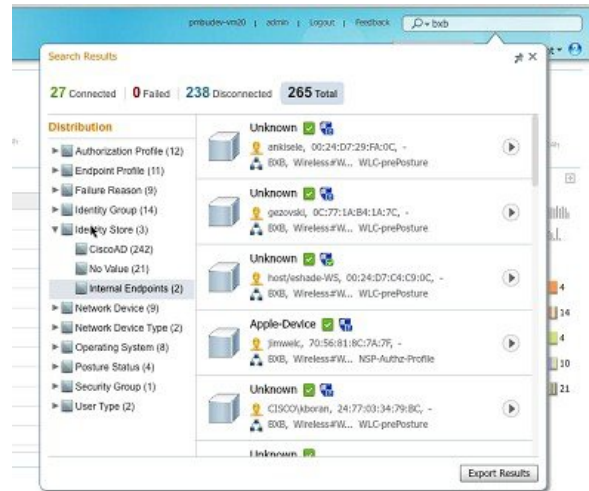 pmbudev-vm20 | admin | Logout | Feedback
bxb
Search Results
27 Connected | 0 Failed | 238 Disconnected 265 Total
Distribution
Authorization Profile (12)
Endpoint Profile (11)
Failure Reason (9)
Identity Group (14)
Identity Store (3)
CiscoAD (242)
No Value (21)
Internal Endpoints (2)
Network Device (9)
Network Device Type (2)
Operating System (8)
Posture Status (4)
Security Group (1)
User Type (2)
Unknown
ankisele, 00:24:D7:29:FA:0C, -
BXB, Wireless#W... WLC-prePosture
Unknown
gezovski, 0C:77:1A:B4:1A:7C, -
BXB, Wireless#W... WLC-prePosture
Unknown
host/eshade-WS, 00:24:D7:C4:C9:0C, -
BXB, Wireless#W... WLC-prePosture
Apple-Device
jimwelc, 70:56:81:8C:7A:7F, -
BXB, Wireless#W... NSP-Authz-Profile
Unknown
CISCO\kboran, 24:77:03:34:79:BC, -
BXB, Wireless#W... WLC-prePosture
Unknown
Export Results
4
14
4
10
21